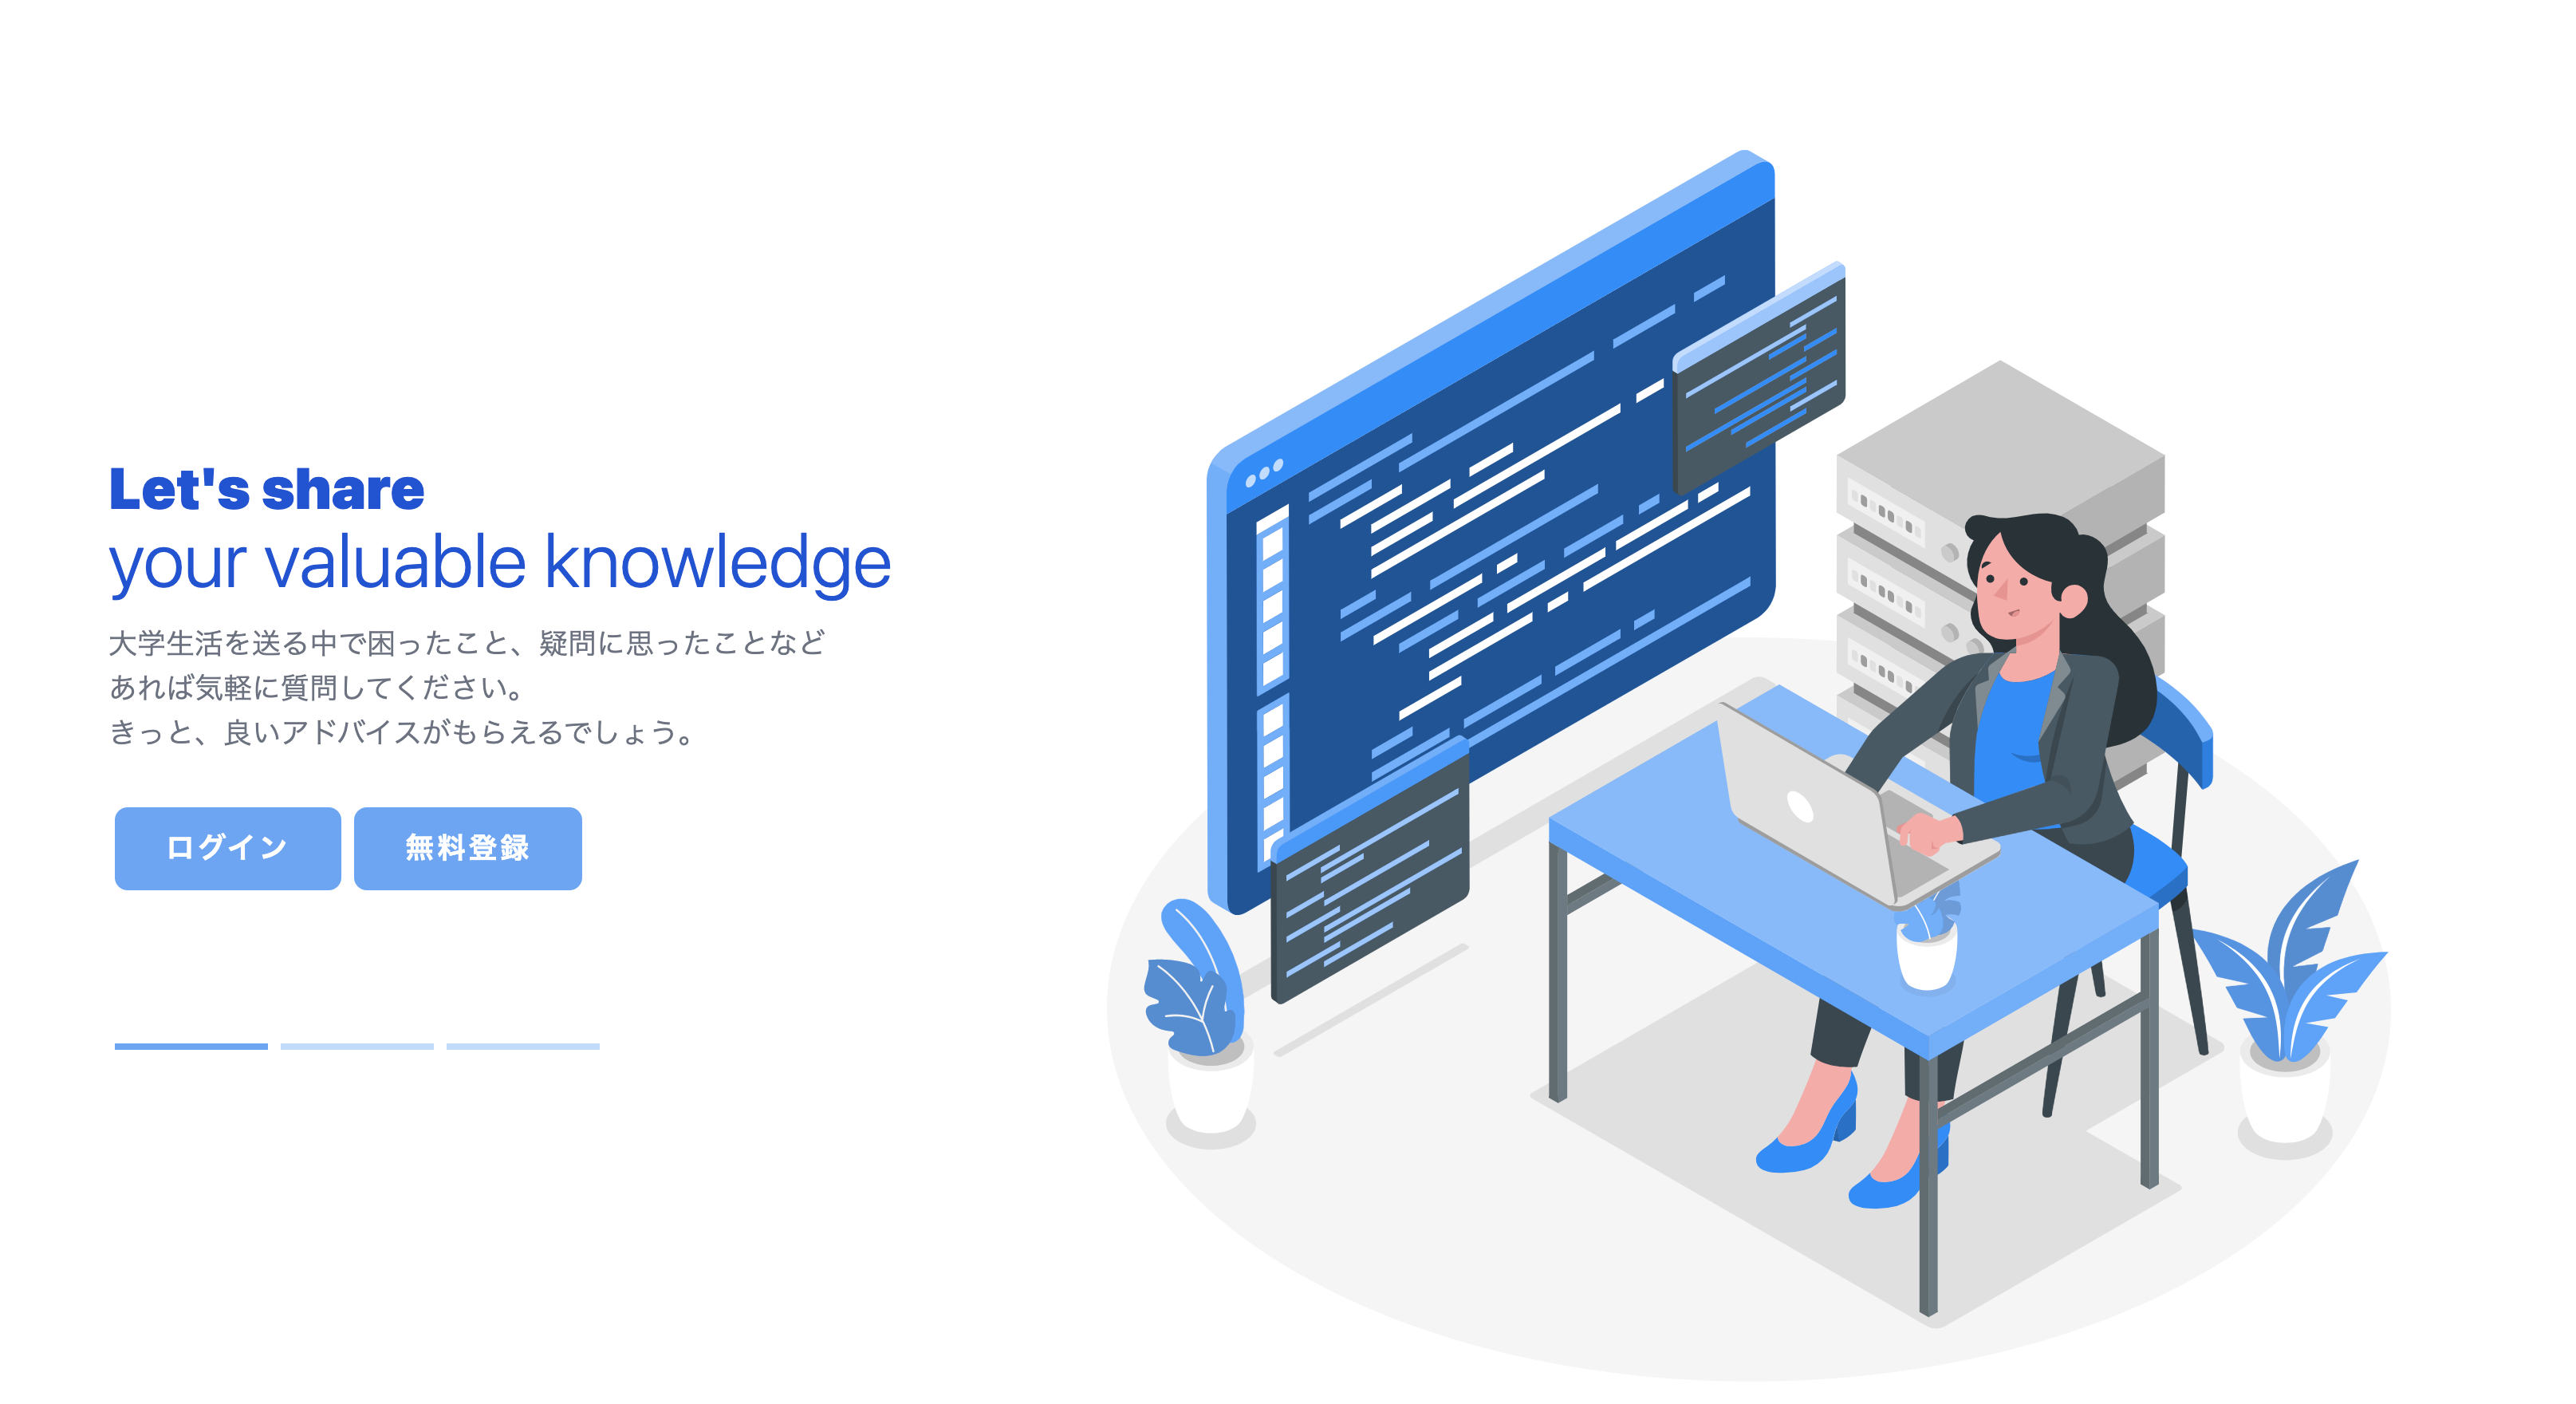 Let's share
your valuable knowledge
大学生活を送る中で困ったこと、疑問に思ったことなど
あれば気軽に質問してください。
きっと、良いアドバイスがもらえるでしょう。
ログイン
無料登録